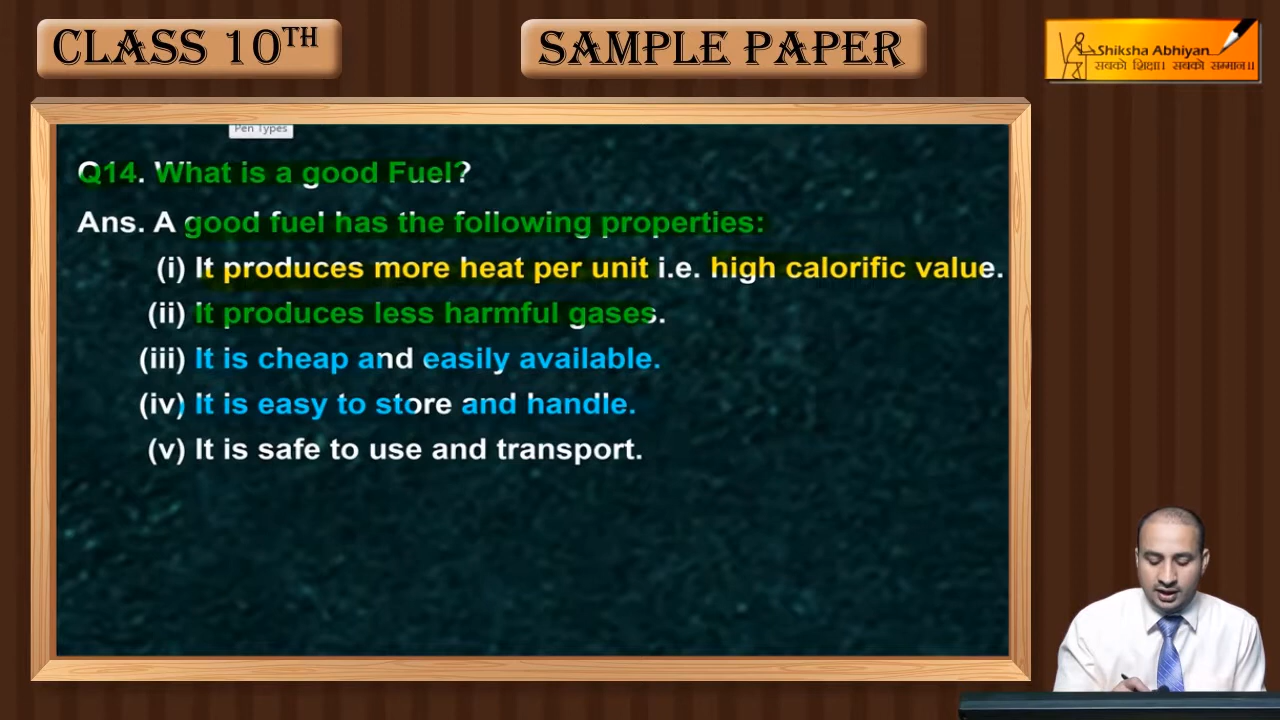 CLASS 10TH
SAMPLE PAPER
Shiksha Abhiyan
सबको शिक्षा। सबको सम्मान॥
Pen Types
Q14. What is a good Fuel?
Ans. A good fuel has the following properties:
(i) It produces more heat per unit i.e. high calorific value.
(ii) It produces less harmful gases.
(iii) It is cheap and easily available.
(iv) It is easy to store and handle.
(v) It is safe to use and transport.